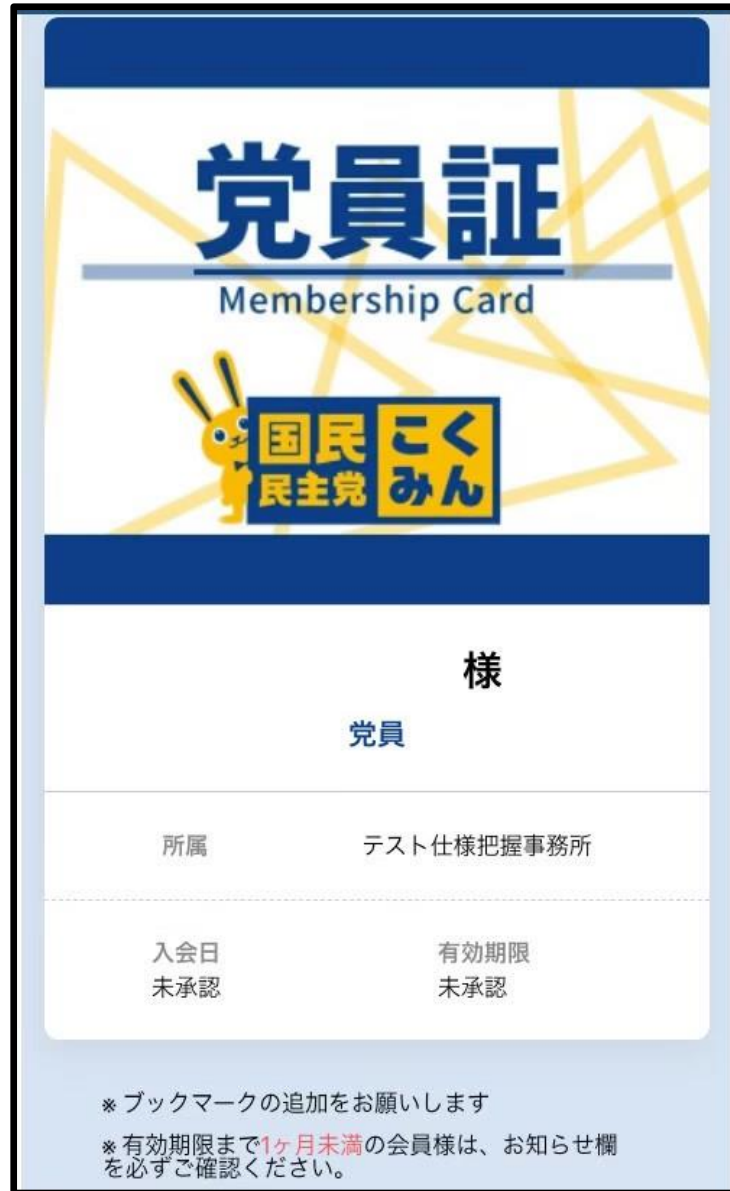 党員証
Membership Card
国民 こく
民主党 みん
様
党員
所属 テスト仕様把握事務所
入会日 有効期限
未承認 未承認
※ ブックマークの追加をお願いします
※ 有効期限まで1ヶ月未満の会員様は、お知らせ欄
を必ずご確認ください。